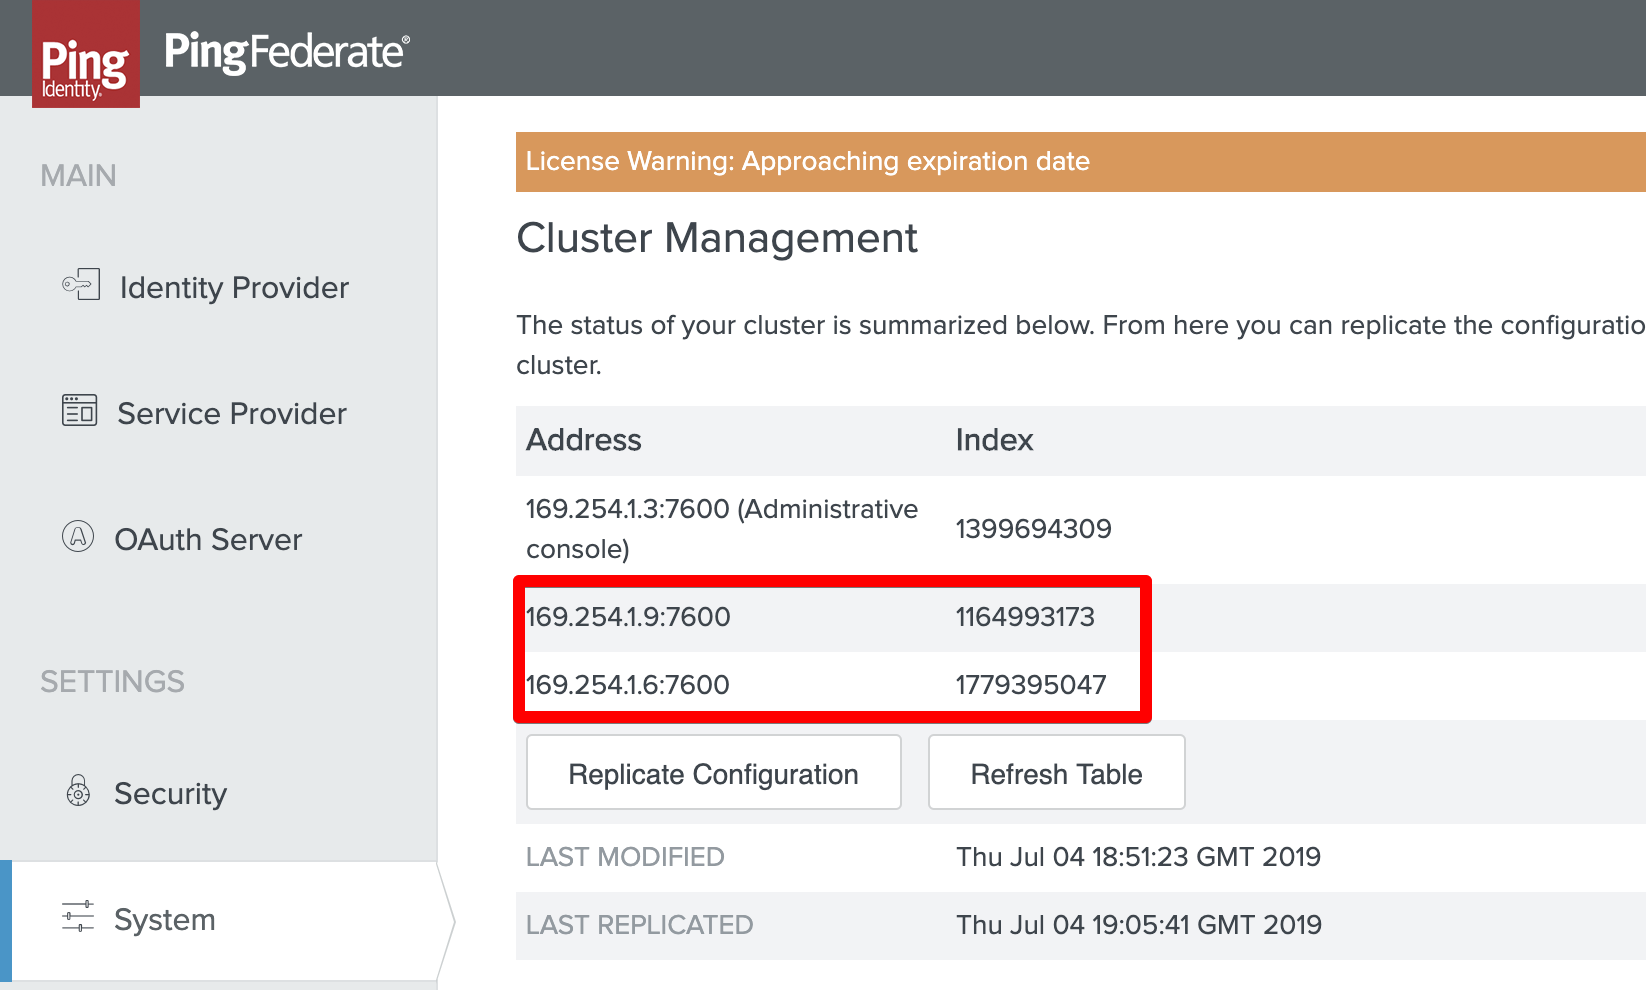 Ping
Identity®
PingFederate®
MAIN
Identity Provider
Service Provider
OAuth Server
SETTINGS
Security
System
License Warning: Approaching expiration date
Cluster Management
The status of your cluster is summarized below. From here you can replicate the configuratio
cluster.
Address Index
169.254.1.3:7600 (Administrative
console) 1399694309
169.254.1.9:7600 1164993173
169.254.1.6:7600 1779395047
Replicate Configuration Refresh Table
LAST MODIFIED Thu Jul 04 18:51:23 GMT 2019
LAST REPLICATED Thu Jul 04 19:05:41 GMT 2019